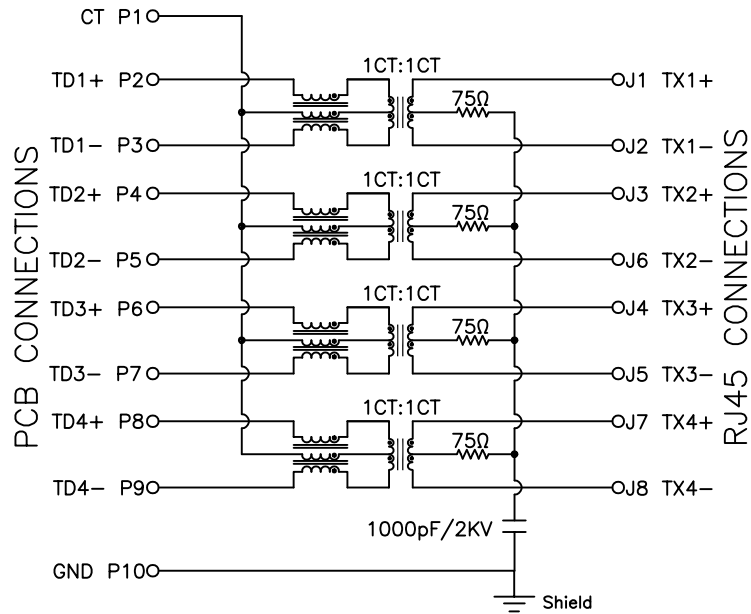 CT P1
TD1+ P2
1CT:1CT
J1 TX1+
75Ω
TD1- P3
J2 TX1-
TD2+ P4
1CT:1CT
J3 TX2+
75Ω
TD2- P5
J6 TX2-
TD3+ P6
1CT:1CT
J4 TX3+
75Ω
TD3- P7
J5 TX3-
TD4+ P8
1CT:1CT
J7 TX4+
75Ω
TD4- P9
J8 TX4-
1000pF/2KV
GND P10
Shield
PCB CONNECTIONS
RJ45 CONNECTIONS